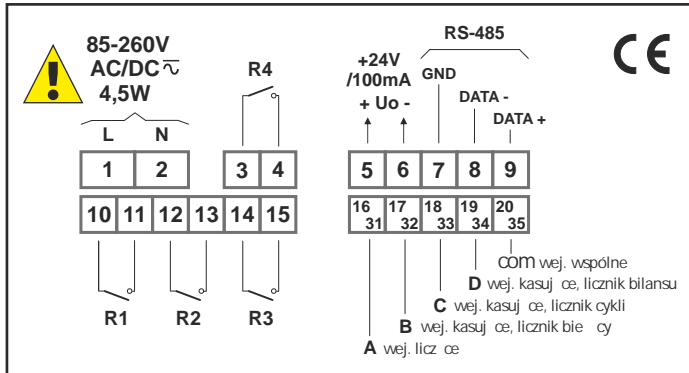 85-260V
AC/DC
4,5W
L N
R4
+24V
/100mA
+ Uo -
RS-485
GND
DATA -
DATA +
CE
1 2 3 4 5 6 7 8 9
10 11 12 13 14 15 16 31 17 32 18 33 19 34 20 35
R1 R2 R3
com wej. wspólne
D wej. kasuj ce, licznik bilansu
C wej. kasuj ce, licznik cykli
B wej. kasuj ce, licznik bie cy
A wej. licz ce